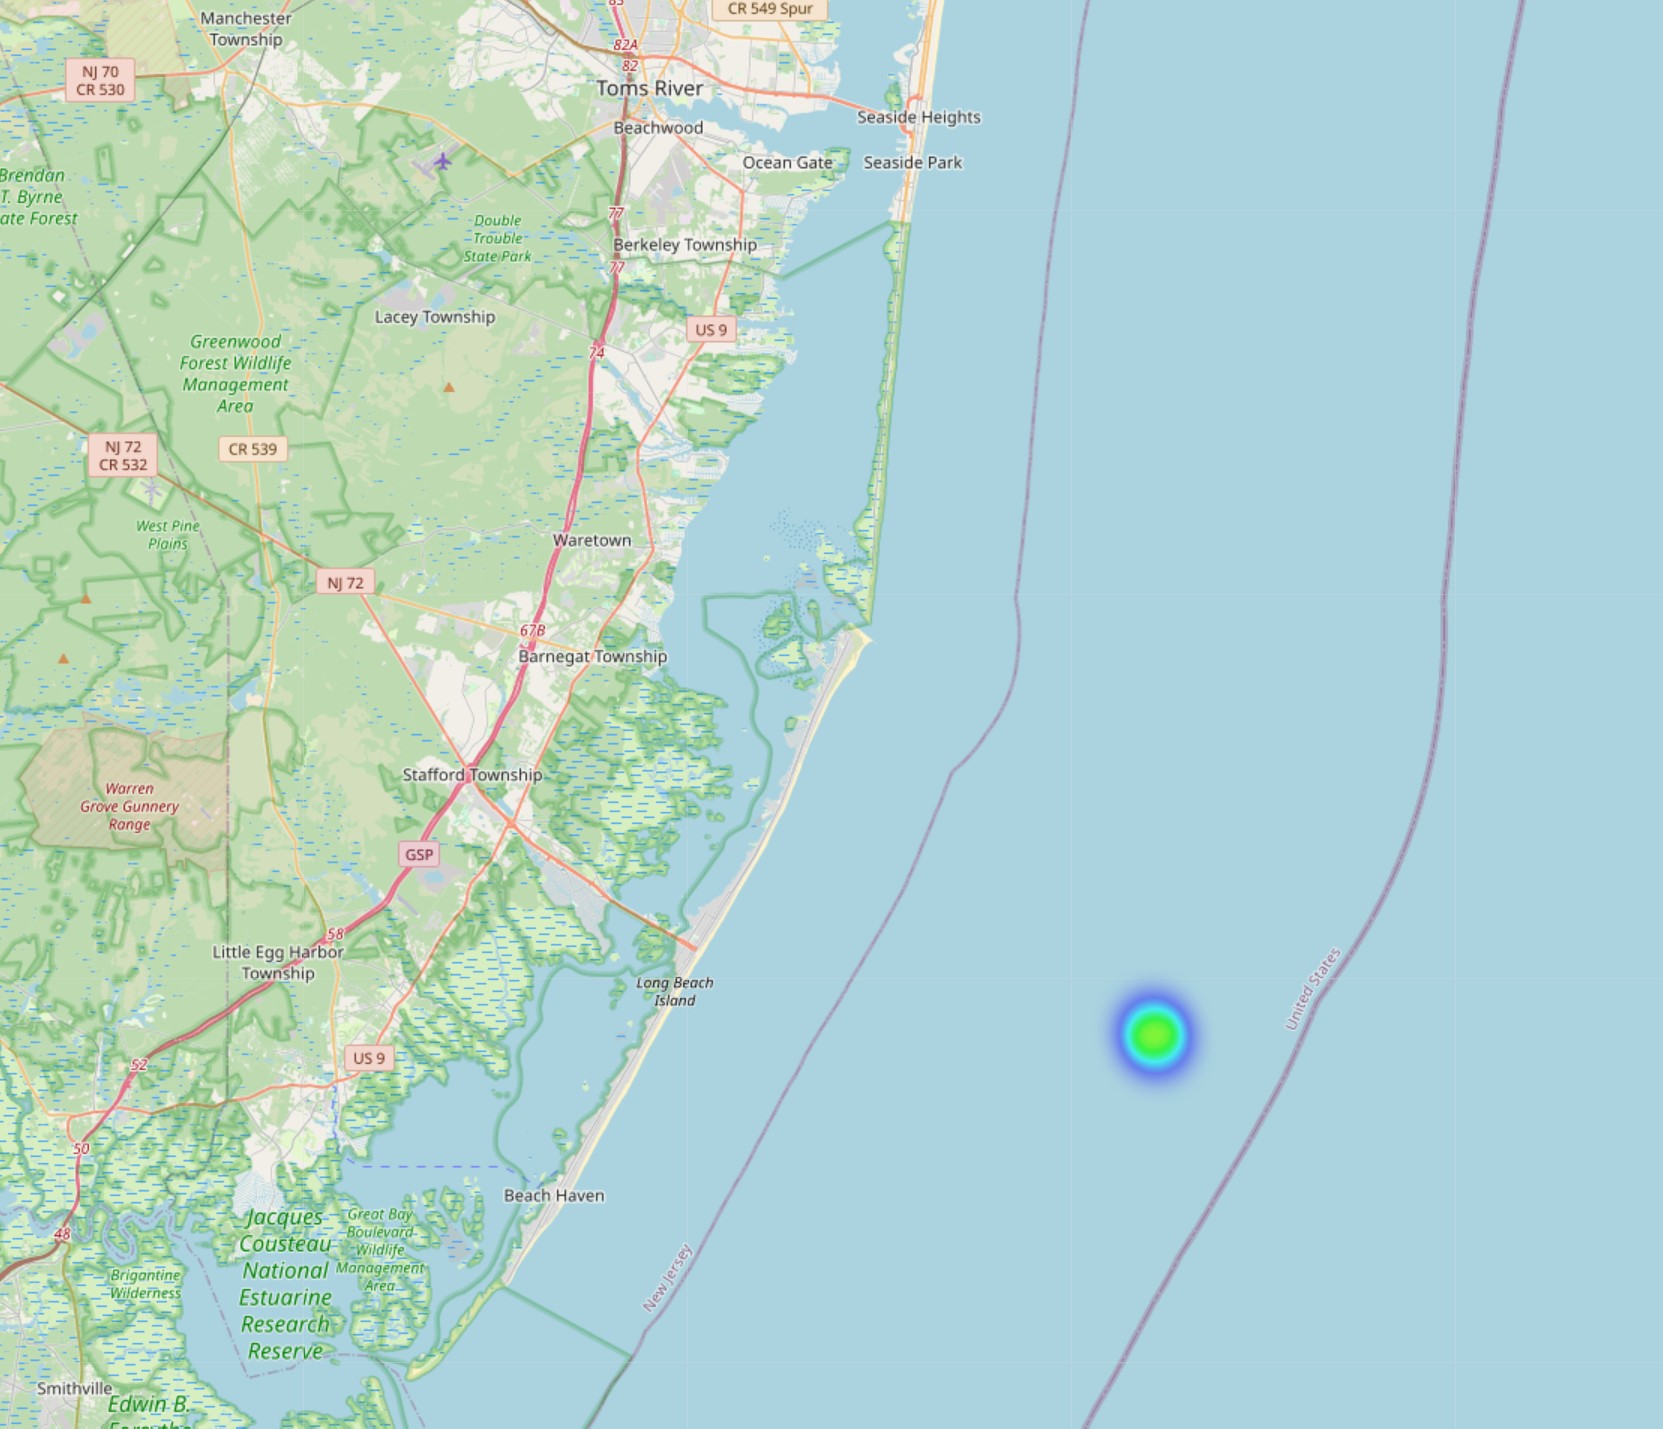 CR 549 Spur
Manchester
Township
82A
82
NJ 70
CR 530
Toms River
Seaside Heights
Beachwood
Ocean Gate
Seaside Park
Brendan
T. Byrne
ate Forest
77
Double
Trouble
State Park
Berkeley Township
77
Lacey Township
US 9
Greenwood
Forest Wildlife
Management
Area
74
CR 539
NJ 72
CR 532
West Pine
Plains
Waretown
NJ 72
67B
Barnegat Township
Stafford Township
Warren
Grove Gunnery
Range
GSP
58
Little Egg Harbor
Township
Long Beach
Island
United States
US 9
52
50
Beach Haven
Jacques
Cousteau
National
Estuarine
Research
Reserve
Great Bay
Boulevard
Wildlife
Management
Area
48
New Jersey
Brigantine
Wilderness
Smithville
Edwin B.